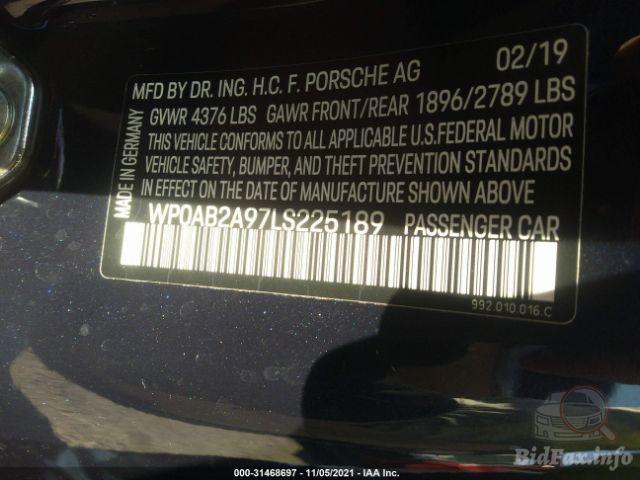 02/19
MFD BY DR. ING. H.C. F. PORSCHE AG
GVWR 4376 LBS GAWR FRONT/REAR 1896/2789 LBS
THIS VEHICLE CONFORMS TO ALL APPLICABLE U.S.FEDERAL MOTOR
VEHICLE SAFETY, BUMPER, AND THEFT PREVENTION STANDARDS
IN EFFECT ON THE DATE OF MANUFACTURE SHOWN ABOVE.
WP0AB2A97LS225189 PASSENGER CAR
992.010.016.C
MADE IN GERMANY
BidFax.info
000-31468697 - 11/05/2021 - IAA Inc.